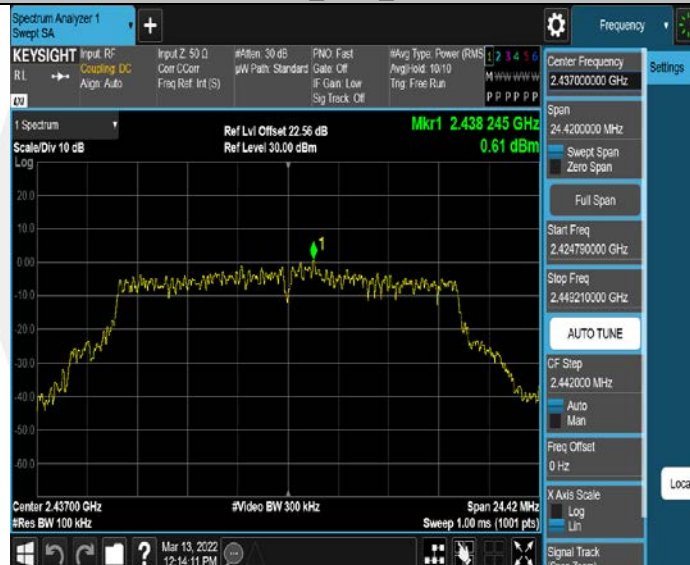 Spectrum Analyzer 1
Swept SA
+
Frequency
KEYSIGHT
RL
Input: RF
Coupling: DC
Align: Auto
Input Z: 50 Ω
Corr CCorr
Freq Ref: Int (S)
#Atten: 30 dB
µW Path: Standard
PNO: Fast
Gate: Off
IF Gain: Low
Sig Track: Off
#Avg Type: Power (RMS
Avg|Hold: 10/10
Trig: Free Run
1 2 3 4 5 6
M W W W W W
P P P P P P
1 Spectrum
Scale/Div 10 dB
Ref Lvl Offset 22.56 dB
Ref Level 30.00 dBm
Mkr1 2.438 245 GHz
0.61 dBm
Log
20.0
10.0
0.00
-10.0
-20.0
-30.0
-40.0
-50.0
-60.0
1
Center 2.43700 GHz
#Res BW 100 kHz
#Video BW 300 kHz
Span 24.42 MHz
Sweep 1.00 ms (1001 pts)
?
Mar 13, 2022
12:14:11 PM
Center Frequency
2.437000000 GHz
Settings
Span
24.4200000 MHz
Swept Span
Zero Span
Full Span
Start Freq
2.424790000 GHz
Stop Freq
2.449210000 GHz
AUTO TUNE
CF Step
2.442000 MHz
Auto
Man
Freq Offset
0 Hz
X Axis Scale
Log
Lin
Loca
Signal Track
(Span Zoom)